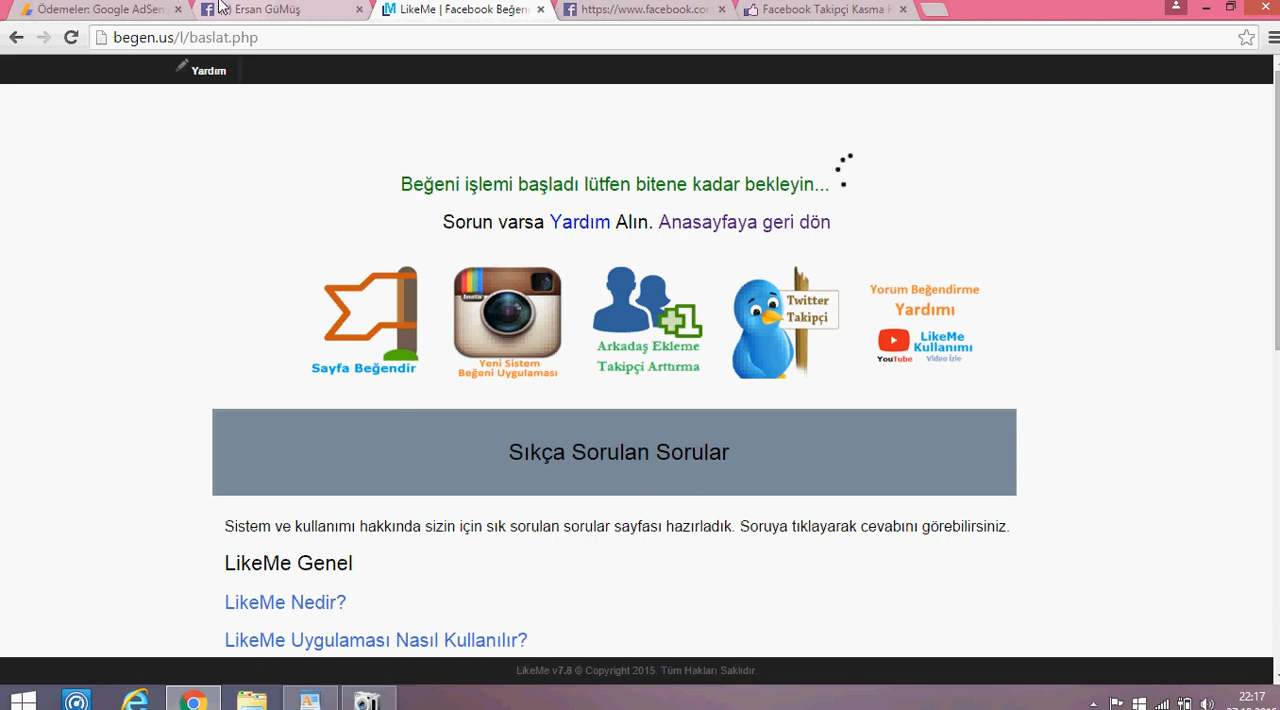 Ödemeler: Google AdSens
Ersan GüMüş
LikeMe | Facebook Beğen
https://www.facebook.com
Facebook Takipçi Kasma
begen.us/l/baslat.php
Yardım
Beğeni işlemi başladı lütfen bitene kadar bekleyin...
Sorun varsa Yardım Alın. Anasayfaya geri dön
Sayfa Beğendir
Insta
Yeni Sistem
Beğeni Uygulaması
Arkadaş Ekleme
Takipçi Arttırma
Twitter
Takipçi
Yorum Beğendirme
Yardımı
YouTube
LikeMe
Kullanımı
Video İzle
Sıkça Sorulan Sorular
Sistem ve kullanımı hakkında sizin için sık sorulan sorular sayfası hazırladık. Soruya tıklayarak cevabını görebilirsiniz.
LikeMe Genel
LikeMe Nedir?
LikeMe Uygulaması Nasıl Kullanılır?
LikeMe v7.8 © Copyright 2015. Tüm Hakları Saklıdır.
22:17